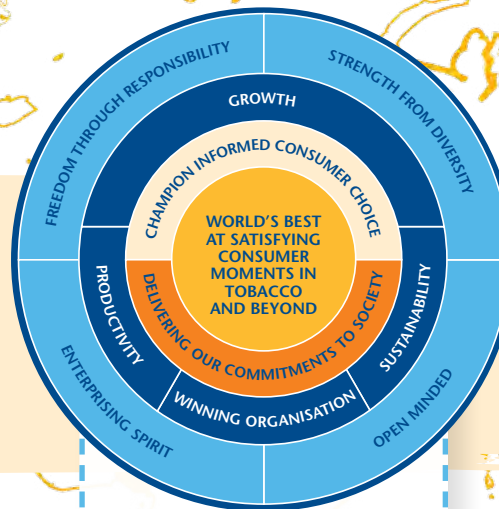 FREEDOM THROUGH RESPONSIBILITY
STRENGTH FROM DIVERSITY
GROWTH
CHAMPION INFORMED CONSUMER CHOICE
WORLD'S BEST
AT SATISFYING
CONSUMER
MOMENTS IN
TOBACCO
AND BEYOND
DELIVERING OUR COMMITMENTS TO SOCIETY
PRODUCTIVITY
SUSTAINABILITY
WINNING ORGANISATION
ENTERPRISING SPIRIT
OPEN MINDED